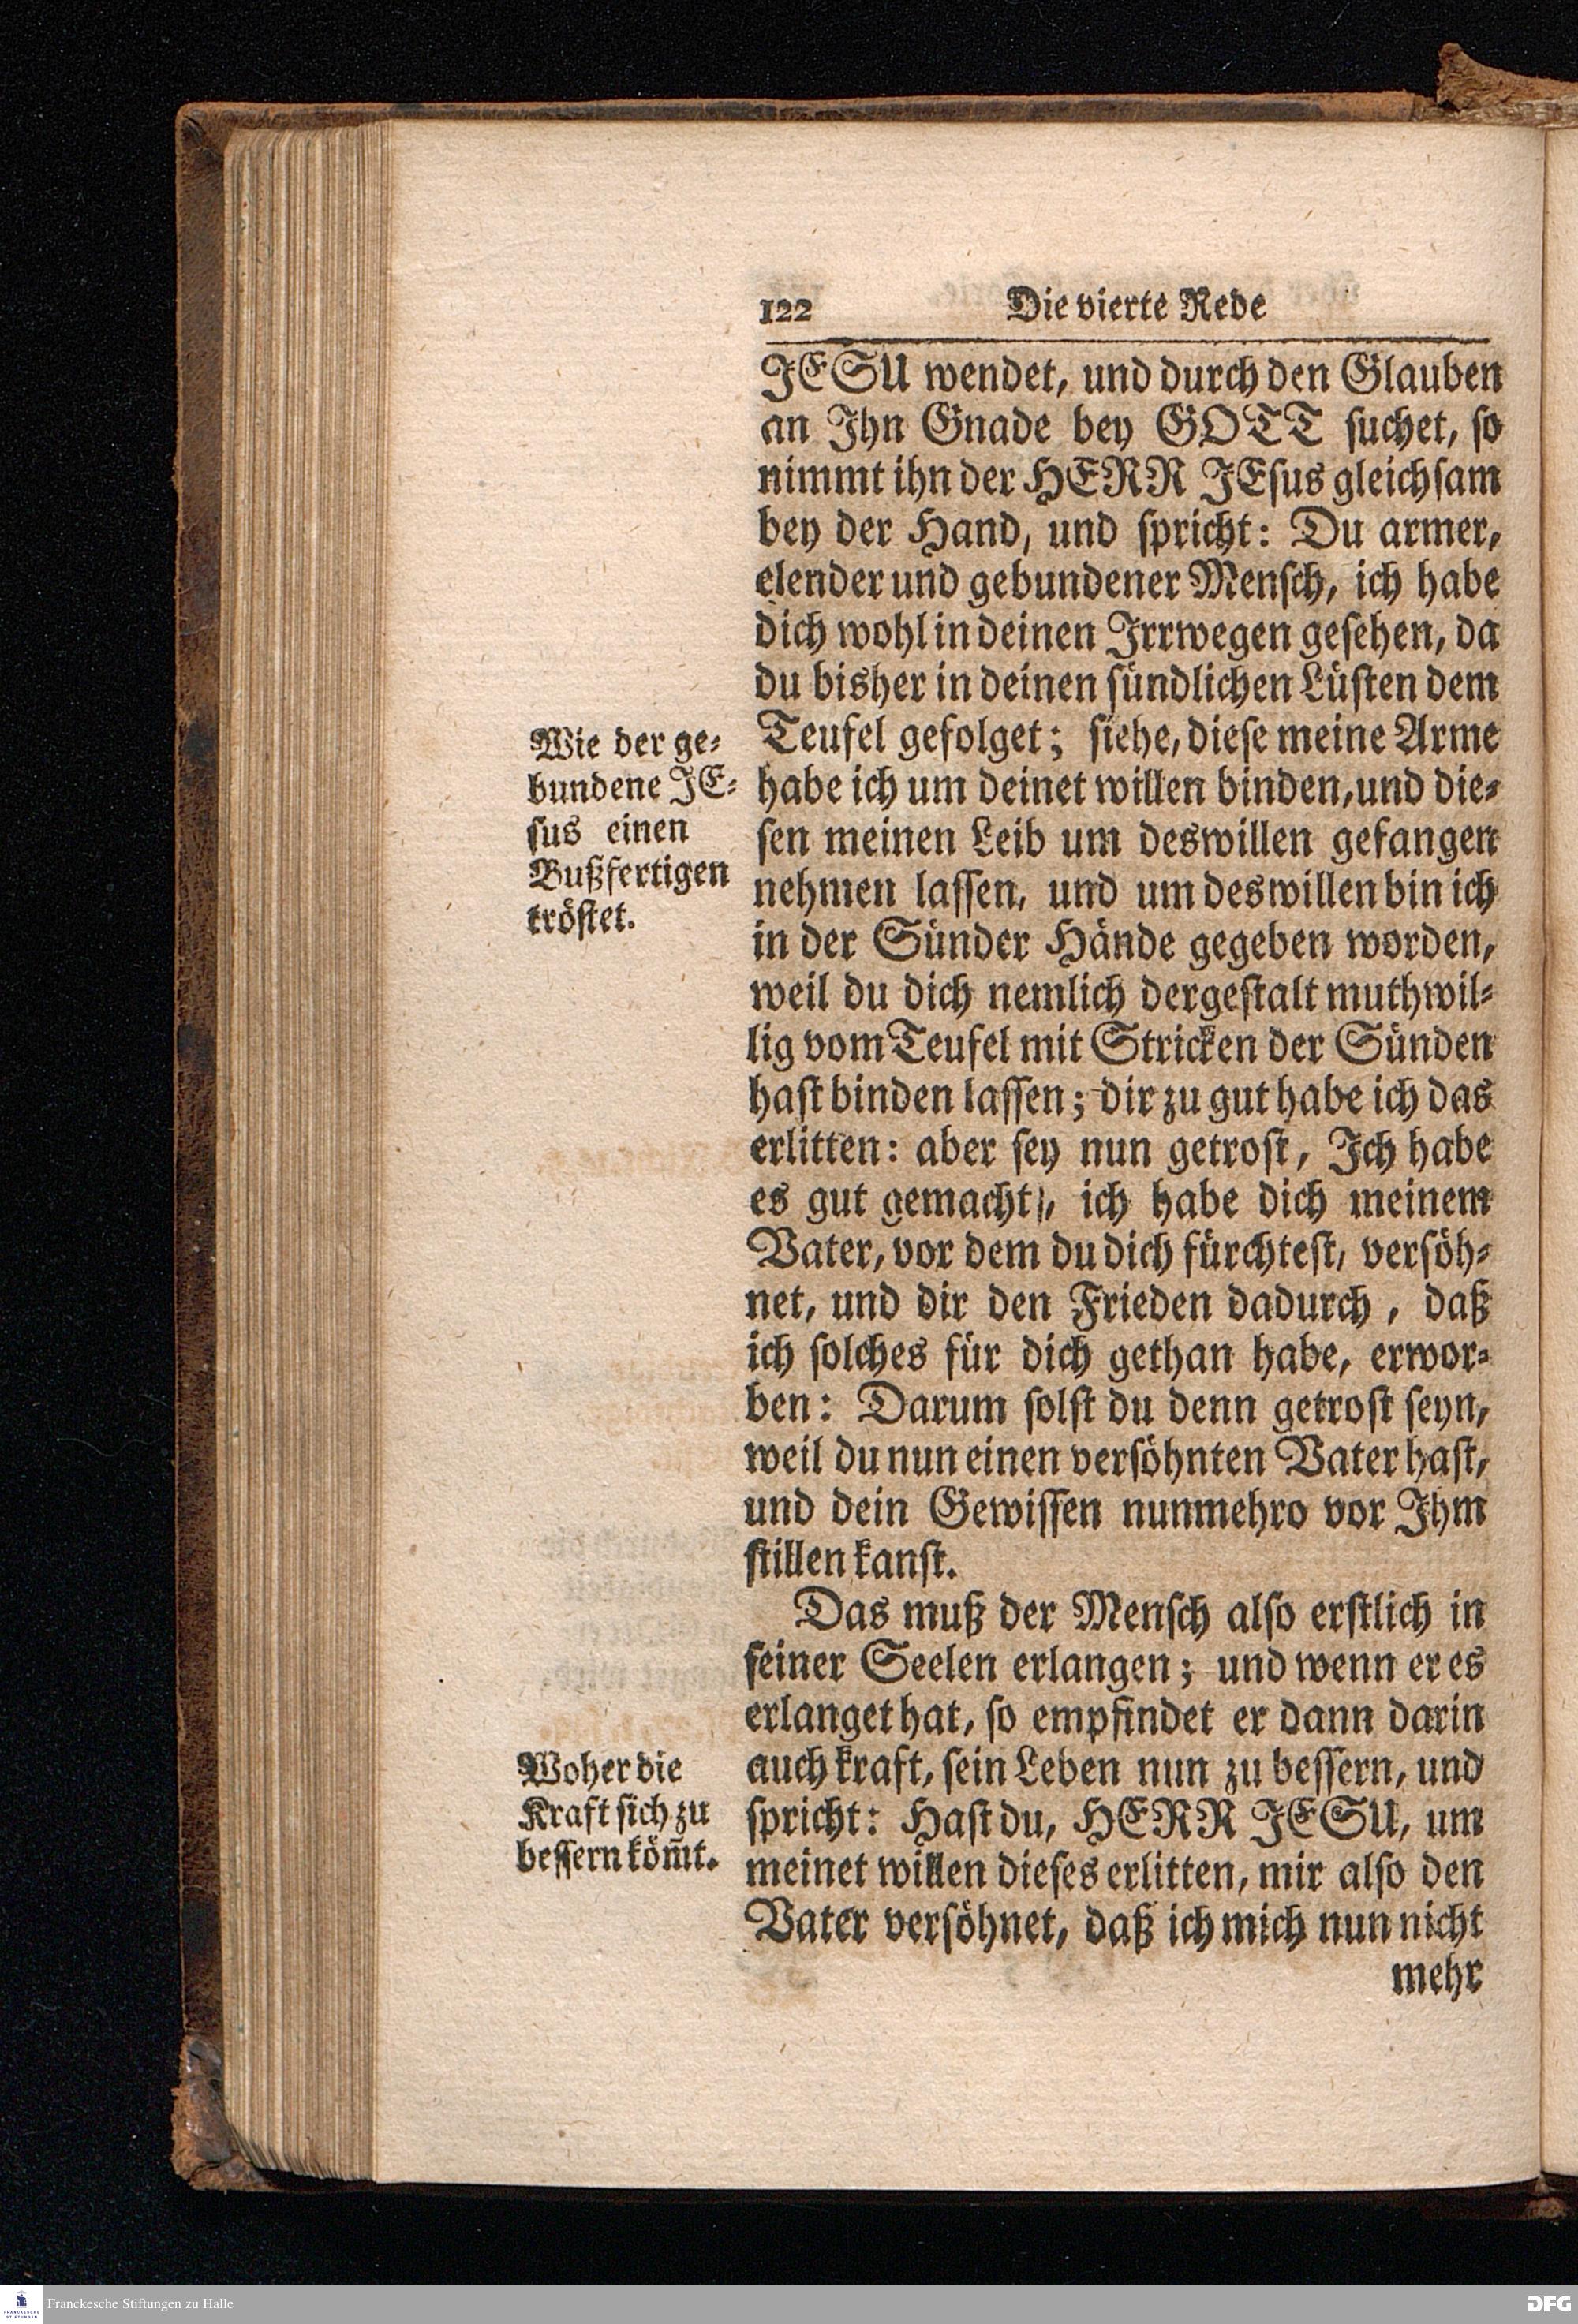 122 Die vierte Rede
JESU wendet, und durch den Glauben
an Ihn Gnade bey GOTT suchet, so
nimmt ihn der HERR JEsus gleichsam
bey der Hand, und spricht: Du armer,
elender und gebundener Mensch, ich habe
dich wohl in deinen Irrwegen gesehen, da
du bisher in deinen sündlichen Lüsten dem
Teufel gefolget; siehe, diese meine Arme
habe ich um deinet willen binden, und die-
sen meinen Leib um deswillen gefangen
nehmen lassen, und um deswillen bin ich
in der Sünder Hände gegeben worden,
weil du dich nemlich dergestalt muthwil-
lig vom Teufel mit Stricken der Sünden
hast binden lassen; dir zu gut habe ich das
erlitten: aber sey nun getrost, Ich habe
es gut gemacht, ich habe dich meinem
Vater, vor dem du dich fürchtest, versöh-
net, und dir den Frieden dadurch, daß
ich solches für dich gethan habe, erwor-
ben: Darum solst du denn getrost seyn,
weil du nun einen versöhnten Vater hast,
und dein Gewissen nunmehro vor Ihm
stillen kanst.
Das muß der Mensch also erstlich in
seiner Seelen erlangen; und wenn er es
erlanget hat, so empfindet er dann darin
auch kraft, sein Leben nun zu bessern, und
spricht: Hast du, HERR JESU, um
meinet willen dieses erlitten, mir also den
Vater versöhnet, daß ich mich nun nicht
mehr
Wie der ge-
bundene JE-
sus einen
Bußfertigen
tröstet.
Woher die
Kraft sich zu
bessern köm̃t.
FRANCKESCHE
STIFTUNGEN
Franckesche Stiftungen zu Halle
DFG